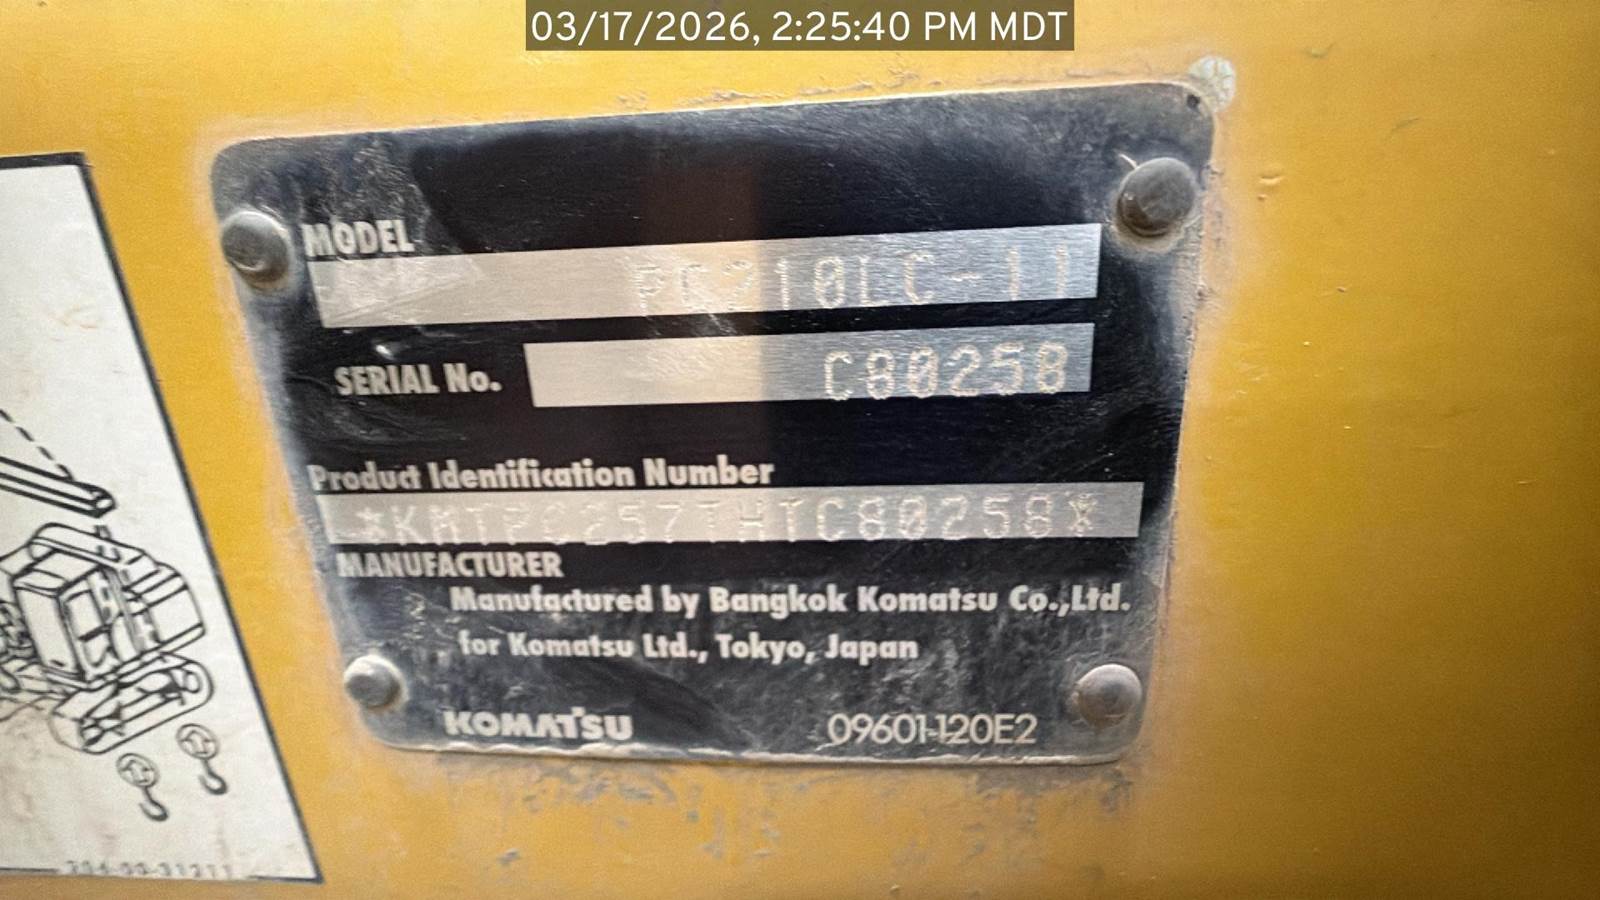 03/17/2026, 2:25:40 PM MDT
MODEL
PC210LC-11
SERIAL No.
C80258
Product Identification Number
*KMTPC257THTC80258*
MANUFACTURER
Manufactured by Bangkok Komatsu Co.,Ltd.
for Komatsu Ltd., Tokyo, Japan
KOMATSU
09601-120E2